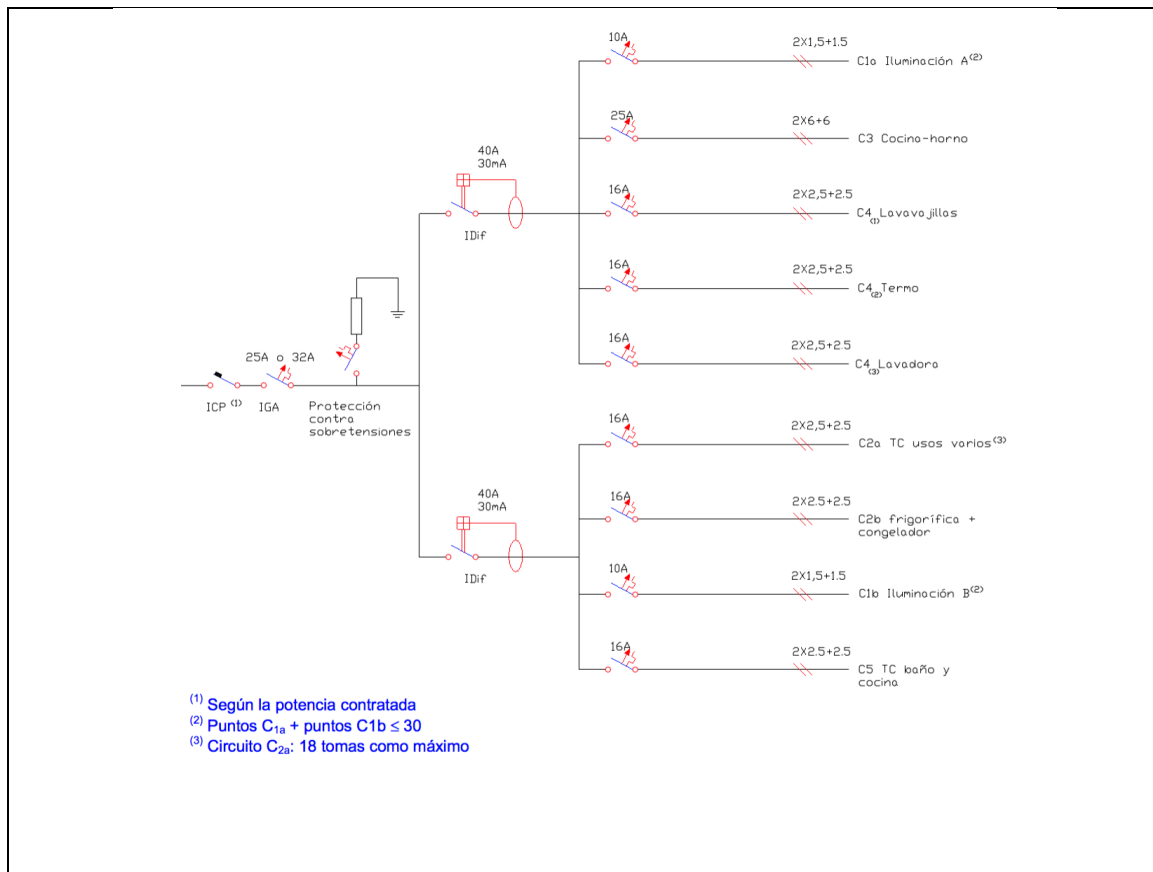 10A
2X1,5+1.5
C1a Iluminación A(2)
25A
2X6+6
C3 Cocina-horno
40A
30mA
IDif
16A
2X2,5+2.5
C4(1) Lavavajillas
16A
2X2,5+2.5
C4(2) Termo
16A
2X2,5+2.5
C4(3) Lavadora
25A o 32A
ICP (1)
IGA
Protección
contra
sobretensiones
16A
2X2,5+2.5
C2a TC usos varios(3)
40A
30mA
IDif
16A
2X2.5+2.5
C2b frigorífica +
congelador
10A
2X1,5+1.5
C1b Iluminación B(2)
16A
2X2.5+2.5
C5 TC baño y
cocina
(1) Según la potencia contratada
(2) Puntos C1a + puntos C1b ≤ 30
(3) Circuito C2a: 18 tomas como máximo